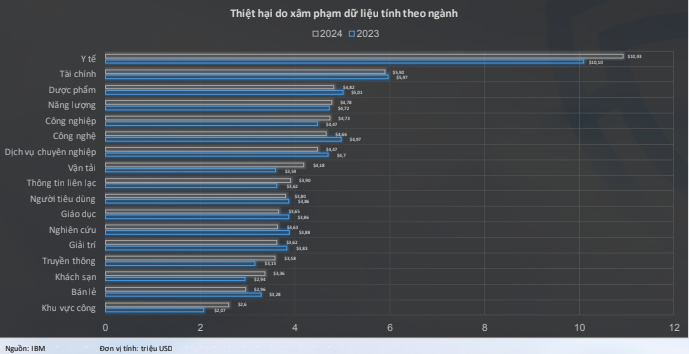 Thiệt hại do xâm phạm dữ liệu tính theo ngành
2024 2023
Y tế $10,93 $10,10
Tài chính $5,90 $5,97
Dược phẩm $4,82 $5,01
Năng lượng $4,78 $4,72
Công nghiệp $4,73 $4,47
Công nghệ $4,66 $4,97
Dịch vụ chuyên nghiệp $4,47 $4,7
Vận tải $4,18 $3,59
Thông tin liên lạc $3,90 $3,62
Người tiêu dùng $3,80 $3,86
Giáo dục $3,65 $3,86
Nghiên cứu $3,63 $3,88
Giải trí $3,62 $3,83
Truyền thông $3,58 $3,15
Khách sạn $3,36 $2,94
Bán lẻ $2,96 $3,28
Khu vực công $2,6 $2,07
0 2 4 6 8 10 12
Nguồn: IBM Đơn vị tính: triệu USD